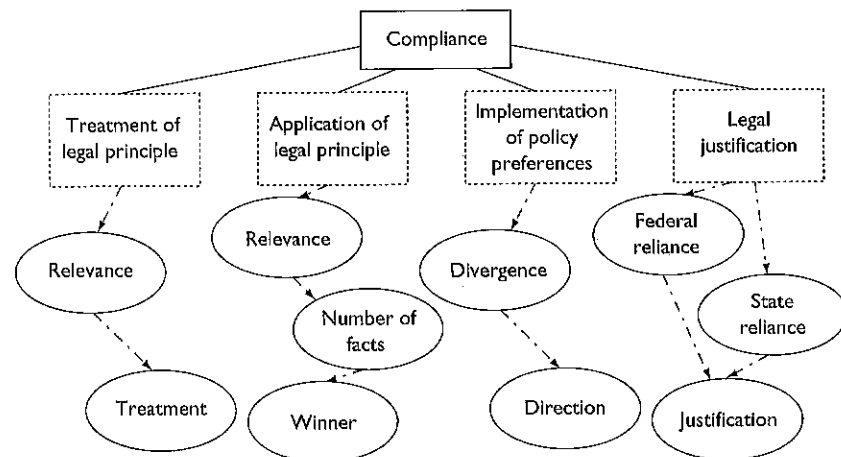 Compliance
Treatment of
legal principle
Application of
legal principle
Implementation
of policy
preferences
Legal
justification
Relevance
Treatment
Relevance
Number of
facts
Winner
Divergence
Direction
Federal
reliance
State
reliance
Justification